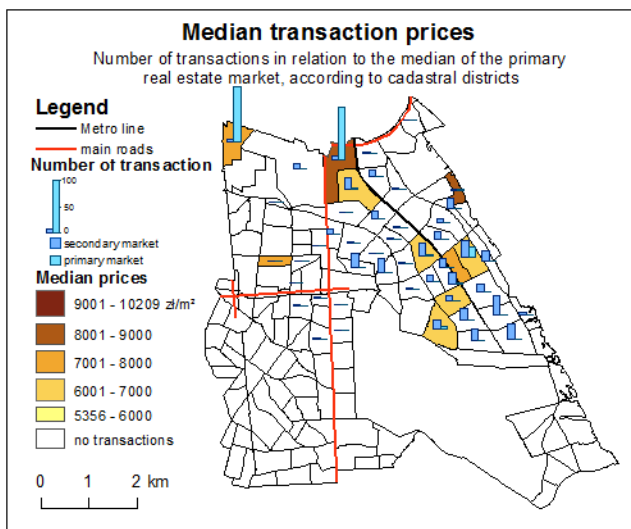 Median transaction prices
Number of transactions in relation to the median of the primary
real estate market, according to cadastral districts
Legend
Metro line
main roads
Number of transaction
100
50
0
secondary market
primary market
Median prices
9001 - 10209 zł/m²
8001 - 9000
7001 - 8000
6001 - 7000
5356 - 6000
no transactions
0 1 2 km